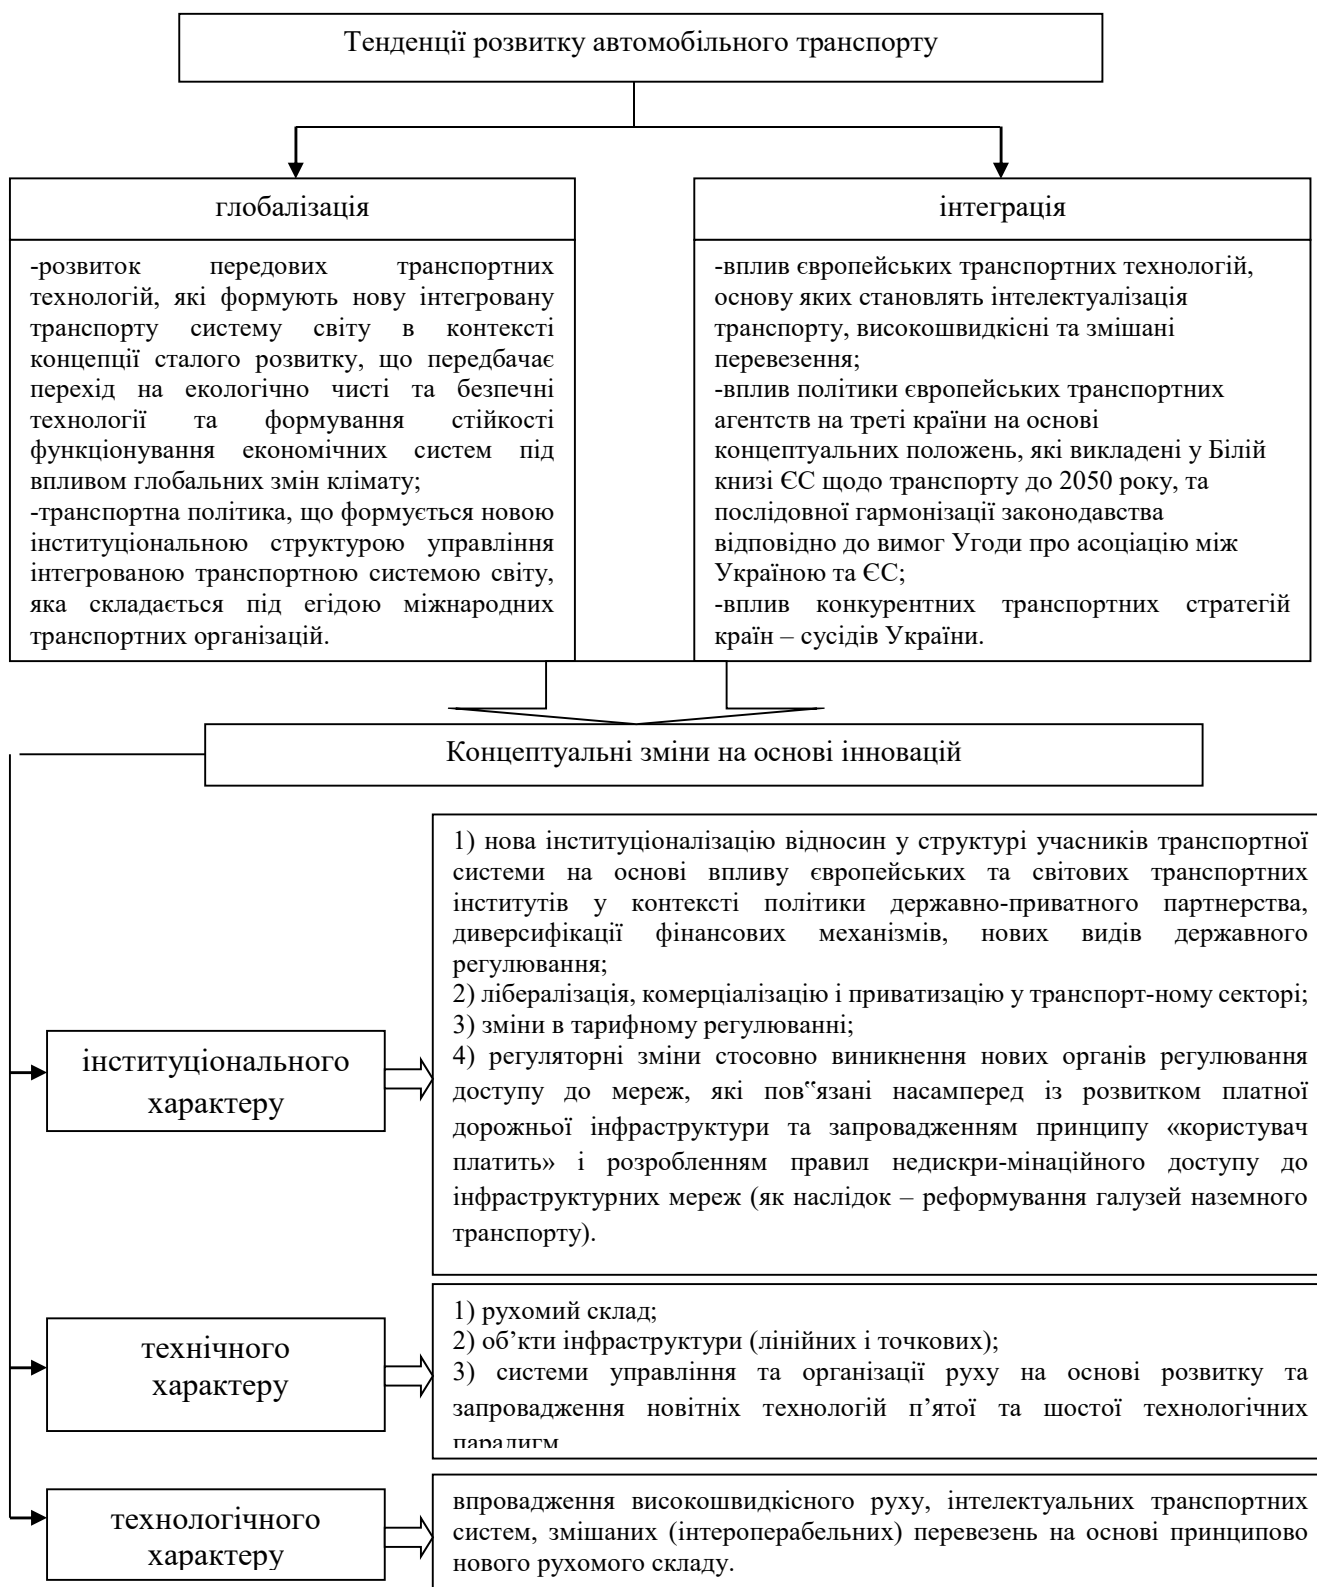 Тенденції розвитку автомобільного транспорту
глобалізація
-розвиток передових транспортних
технологій, які формують нову інтегровану
транспорту систему світу в контексті
концепції сталого розвитку, що передбачає
перехід на екологічно чисті та безпечні
технології та формування стійкості
функціонування економічних систем під
впливом глобальних змін клімату;
-транспортна політика, що формується новою
інституціональною структурою управління
інтегрованою транспортною системою світу,
яка складається під егідою міжнародних
транспортних організацій.
інтеграція
-вплив європейських транспортних технологій,
основу яких становлять інтелектуалізація
транспорту, високошвидкісні та змішані
перевезення;
-вплив політики європейських транспортних
агентств на треті країни на основі
концептуальних положень, які викладені у Білій
книзі ЄС щодо транспорту до 2050 року, та
послідовної гармонізації законодавства
відповідно до вимог Угоди про асоціацію між
Україною та ЄС;
-вплив конкурентних транспортних стратегій
країн – сусідів України.
Концептуальні зміни на основі інновацій
інституціонального
характеру
1) нова інституціоналізацію відносин у структурі учасників транспортної
системи на основі впливу європейських та світових транспортних
інститутів у контексті політики державно-приватного партнерства,
диверсифікації фінансових механізмів, нових видів державного
регулювання;
2) лібералізація, комерціалізацію і приватизацію у транспорт-ному секторі;
3) зміни в тарифному регулюванні;
4) регуляторні зміни стосовно виникнення нових органів регулювання
доступу до мереж, які пов‟язані насамперед із розвитком платної
дорожньої інфраструктури та запровадженням принципу «користувач
платить» і розробленням правил недискри-мінаційного доступу до
інфраструктурних мереж (як наслідок – реформування галузей наземного
транспорту).
технічного
характеру
1) рухомий склад;
2) об’кти інфраструктури (лінійних і точкових);
3) системи управління та організації руху на основі розвитку та
запровадження новітніх технологій п’ятої та шостої технологічних
парадигм
технологічного
характеру
впровадження високошвидкісного руху, інтелектуальних транспортних
систем, змішаних (інтероперабельних) перевезень на основі принципово
нового рухомого складу.